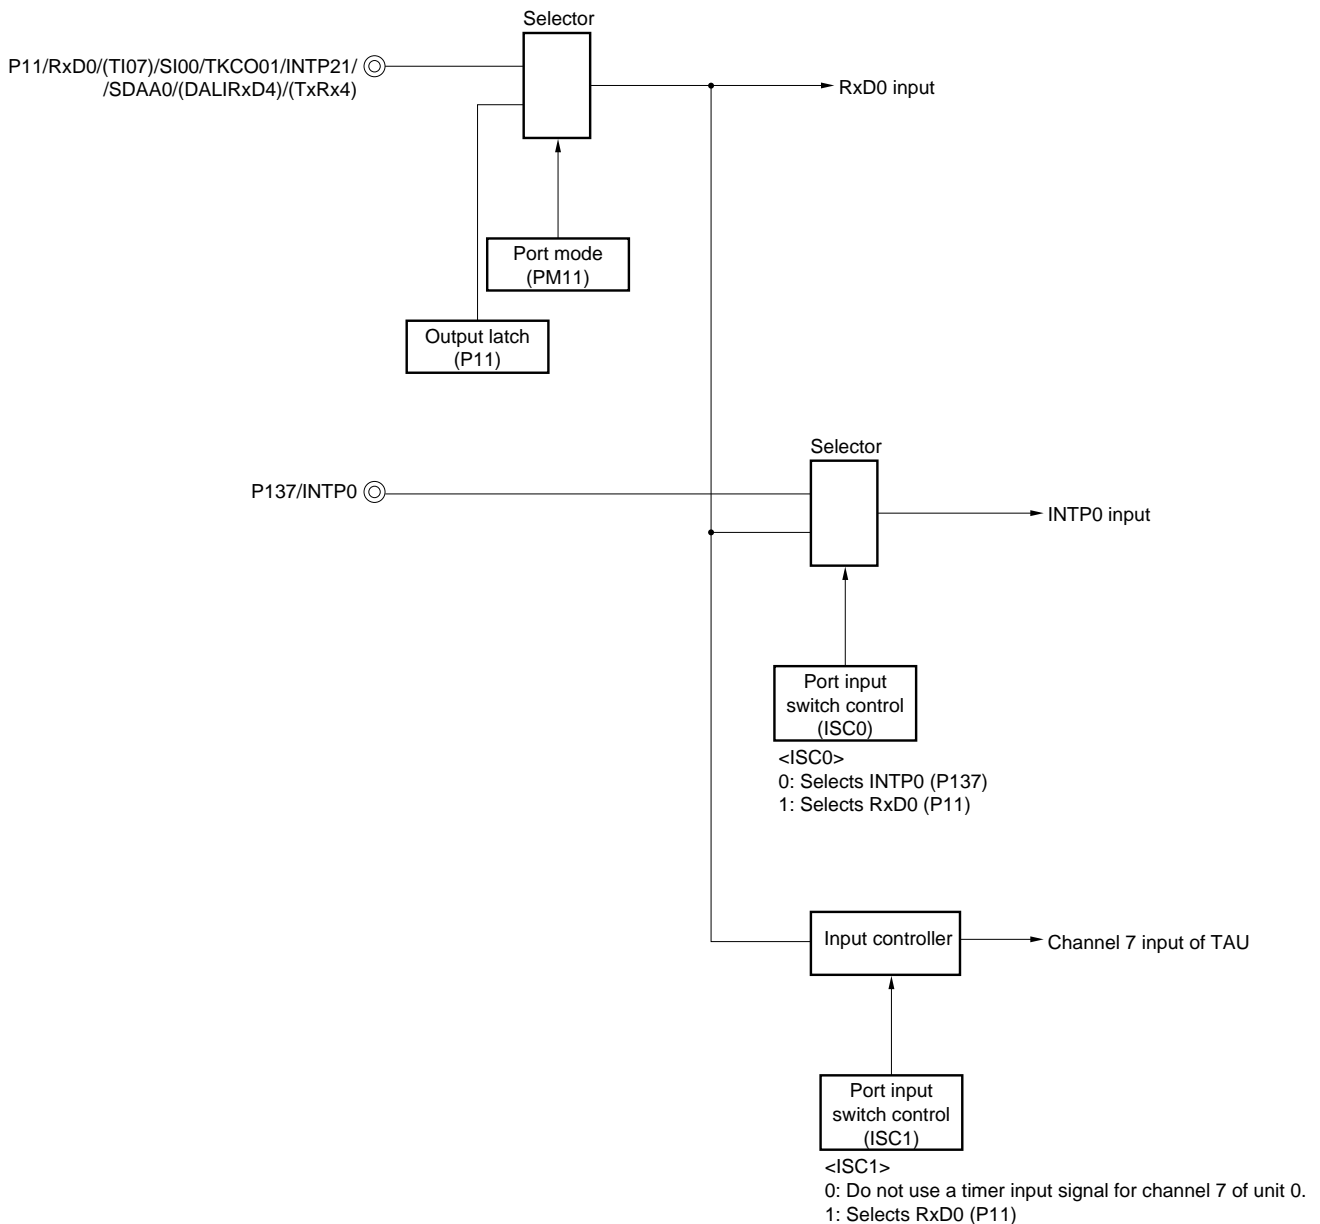 Selector
P11/RxD0/(TI07)/SI00/TKCO01/INTP21/
/SDAA0/(DALIRxD4)/(TxRx4)
RxD0 input
Port mode
(PM11)
Output latch
(P11)
Selector
P137/INTP0
INTP0 input
Port input
switch control
(ISC0)
<ISC0>
0: Selects INTP0 (P137)
1: Selects RxD0 (P11)
Input controller
Channel 7 input of TAU
Port input
switch control
(ISC1)
<ISC1>
0: Do not use a timer input signal for channel 7 of unit 0.
1: Selects RxD0 (P11)